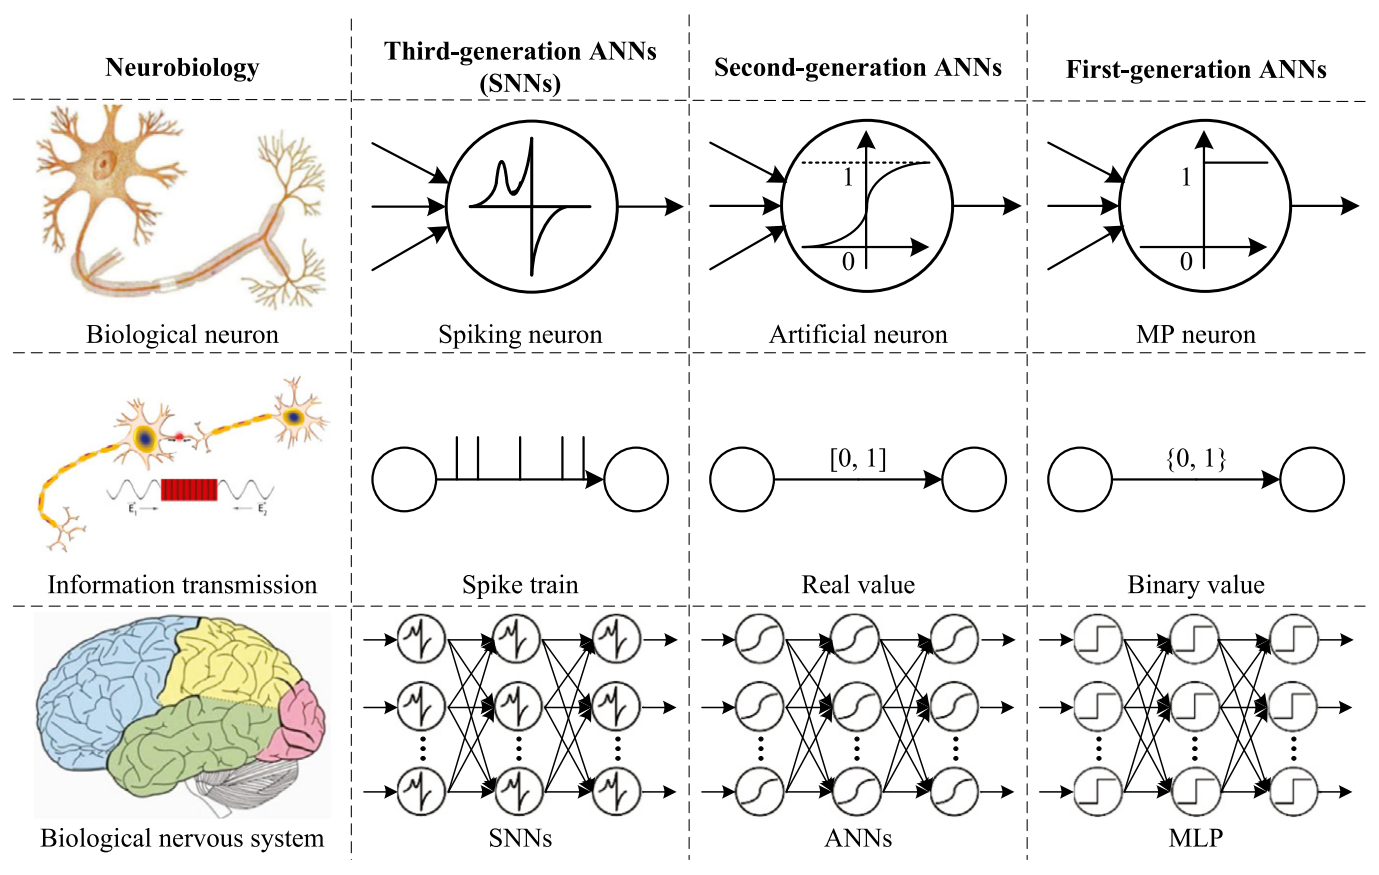 Neurobiology
Third-generation ANNs
(SNNs)
Second-generation ANNs
First-generation ANNs
1
0
1
0
Biological neuron
Spiking neuron
Artificial neuron
MP neuron
E1
E2
[0, 1]
{0, 1}
Information transmission
Spike train
Real value
Binary value
Biological nervous system
SNNs
ANNs
MLP